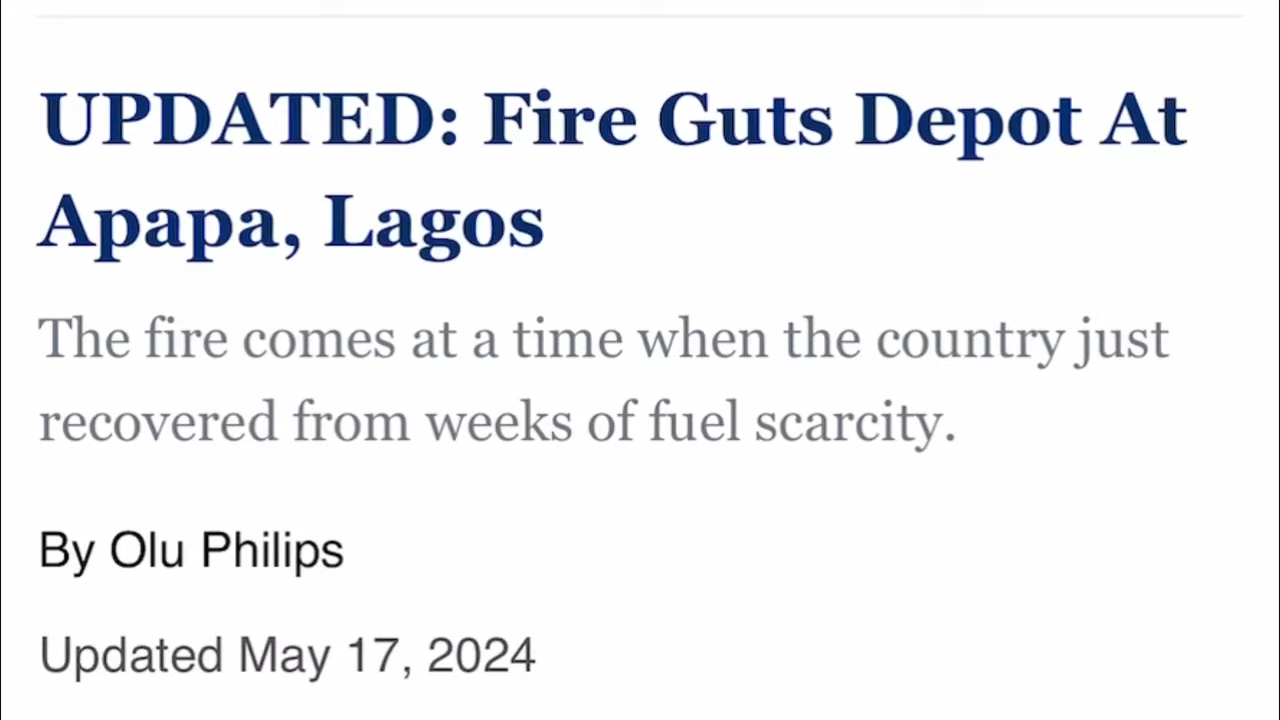 UPDATED: Fire Guts Depot At
Apapa, Lagos
The fire comes at a time when the country just
recovered from weeks of fuel scarcity.
By Olu Philips
Updated May 17, 2024